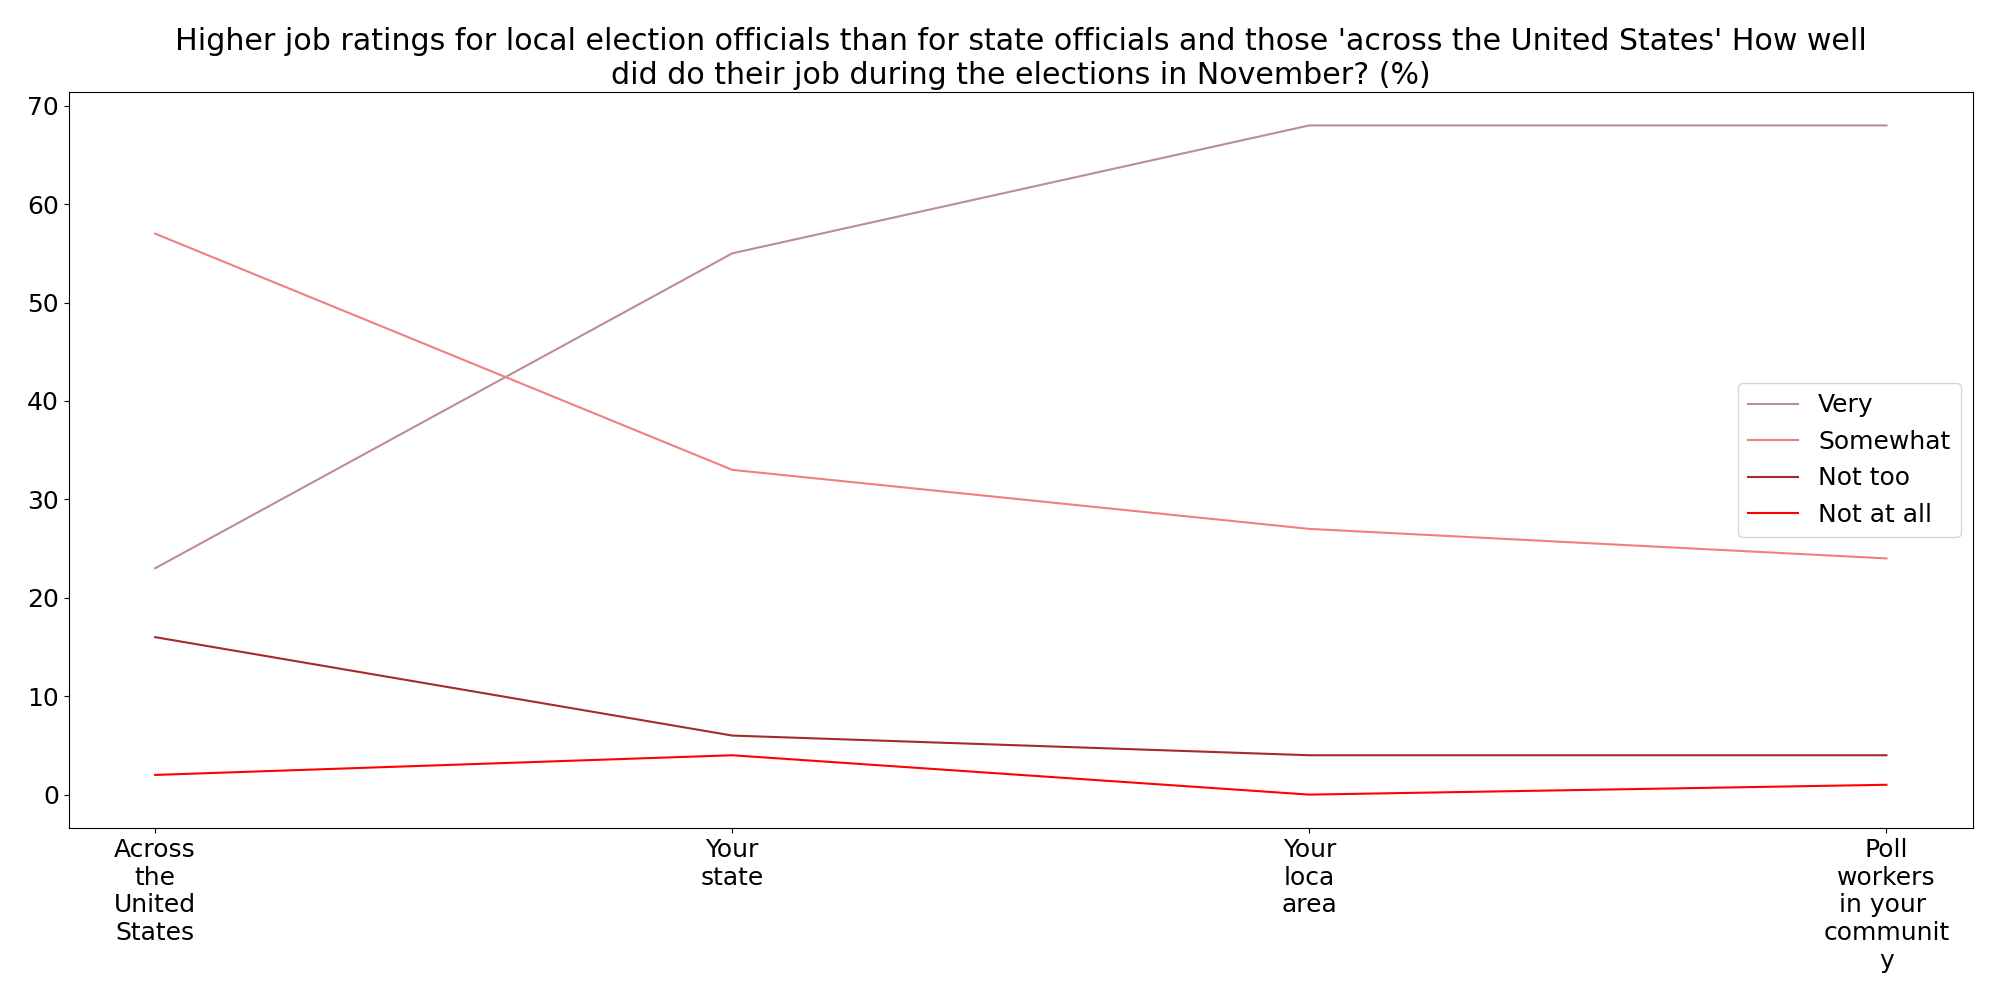 Higher job ratings for local election officials than for state officials and those 'across the United States' How well
did do their job during the elections in November? (%)
70
60
50
40
30
20
10
0
Very
Somewhat
Not too
Not at all
Across
the
United
States
Your
state
Your
loca
area
Poll
workers
in your
communit
y